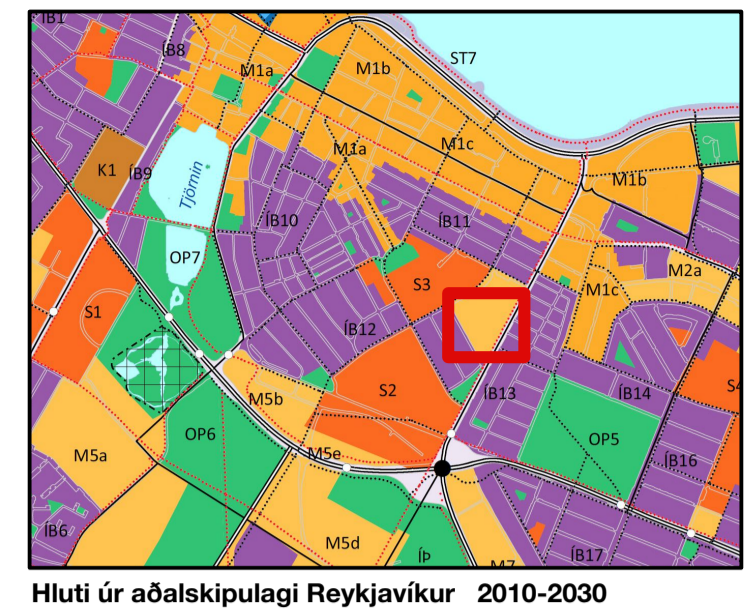 ÍB1
ÍB8
M1a
M1b
ST7
M1a
M1c
M1b
K1
ÍB9
Tjörnin
ÍB10
ÍB11
OP7
S3
M1c
M2a
S1
ÍB12
S2
ÍB13
ÍB14
S4
M5b
OP6
OP5
M5a
M5e
ÍB16
ÍB6
M5d
Íþ
M7
ÍB17
Hluti úr aðalskipulagi Reykjavíkur 2010-2030